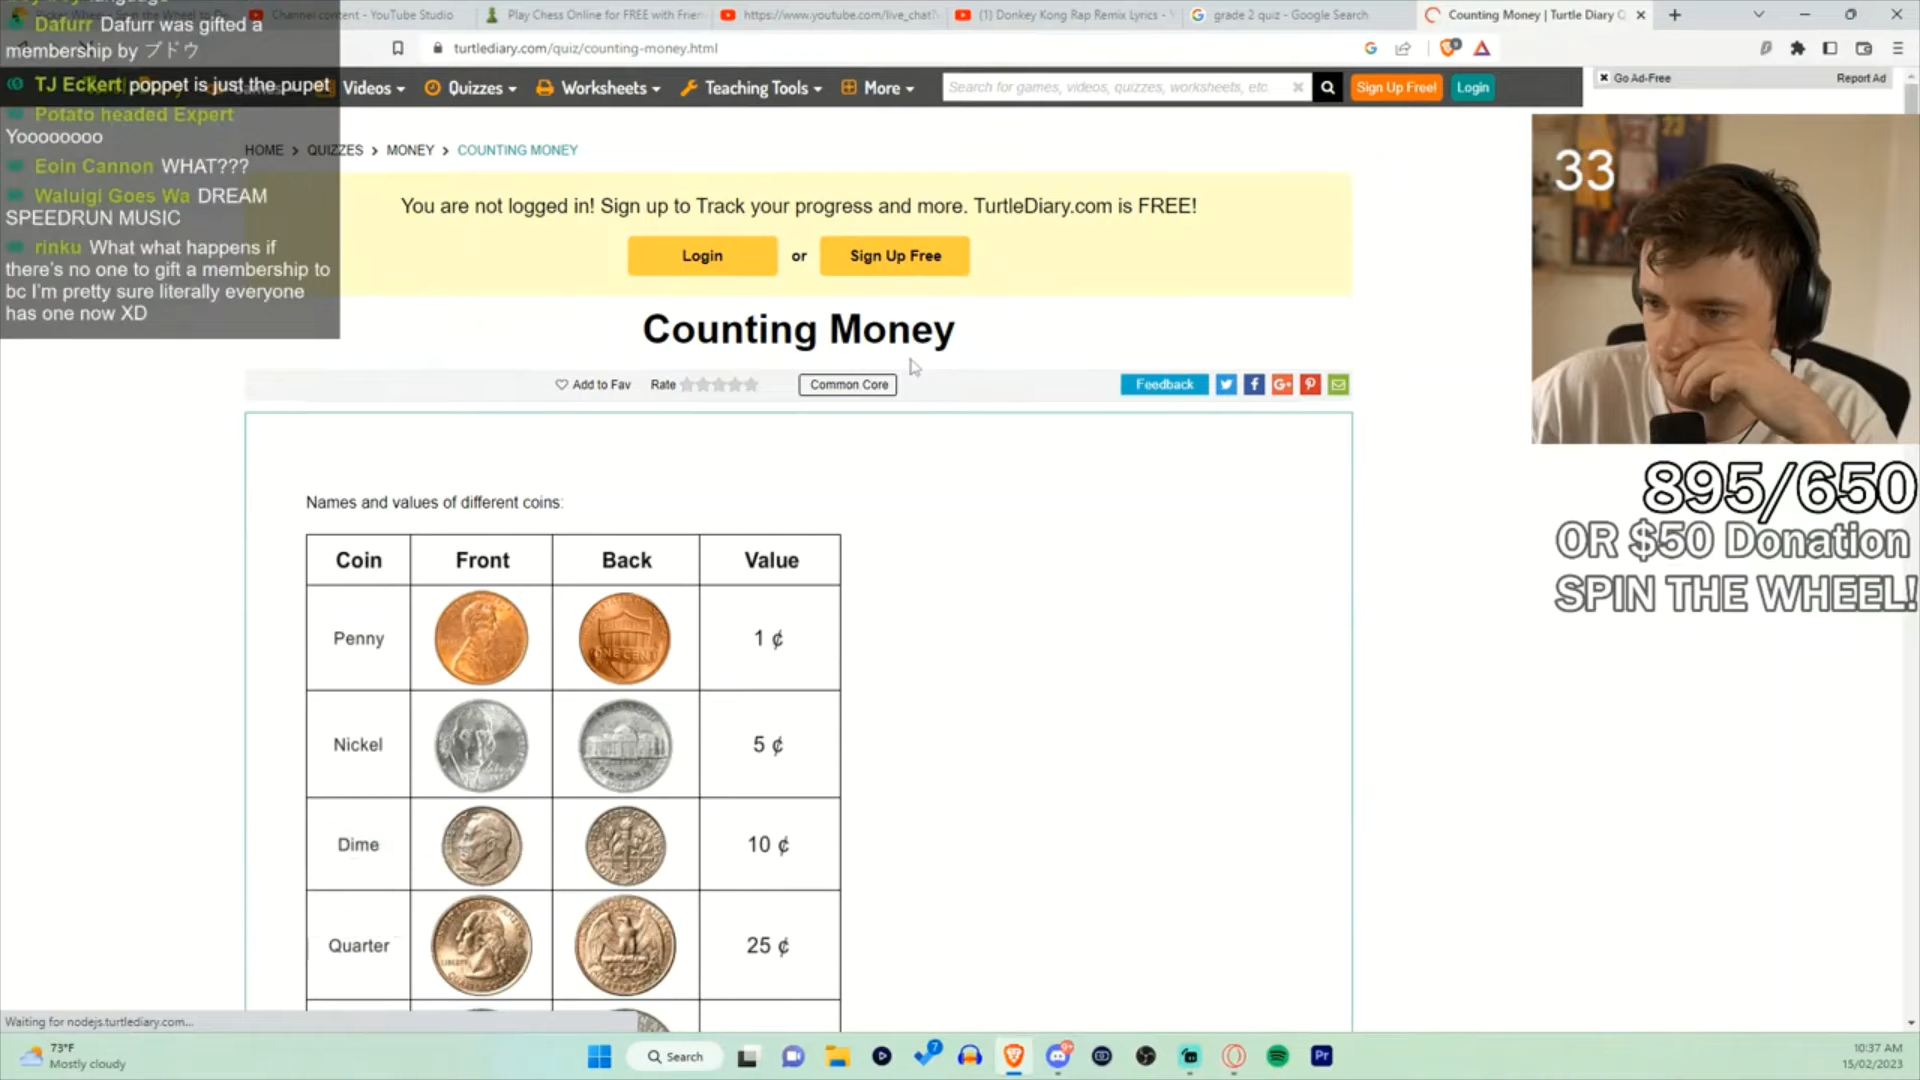 Channel content - YouTube Studio
Play Chess Online for FREE with Frien
https://www.youtube.com/live_chat?
(1) Donkey Kong Rap Remix Lyrics -
grade 2 quiz - Google Search
Counting Money | Turtle Diary
turtlediary.com/quiz/counting-money.html
Dafurr Dafurr was gifted a
membership by ブドウ
TJ Eckert poppet is just the pupet
Potato headed Expert
Yoooooooo
Eoin Cannon WHAT???
Waluigi Goes Wa DREAM
SPEEDRUN MUSIC
rinku What what happens if
there's no one to gift a membership to
bc I'm pretty sure literally everyone
has one now XD
Videos
Quizzes
Worksheets
Teaching Tools
More
Search for games, videos, quizzes, worksheets, etc
Sign Up Free!
Login
Go Ad-Free
Report Ad
HOME > QUIZZES > MONEY > COUNTING MONEY
You are not logged in! Sign up to Track your progress and more. TurtleDiary.com is FREE!
Login or Sign Up Free
Counting Money
Add to Fav
Rate
Common Core
Feedback
Names and values of different coins:
Coin Front Back Value
Penny 1 ¢
Nickel 5 ¢
Dime 10 ¢
Quarter 25 ¢
33
895/650
OR $50 Donation
SPIN THE WHEEL!
Waiting for nodejs.turtlediary.com...
73°F
Mostly cloudy
Search
7
Pr
10:37 AM
15/02/2023